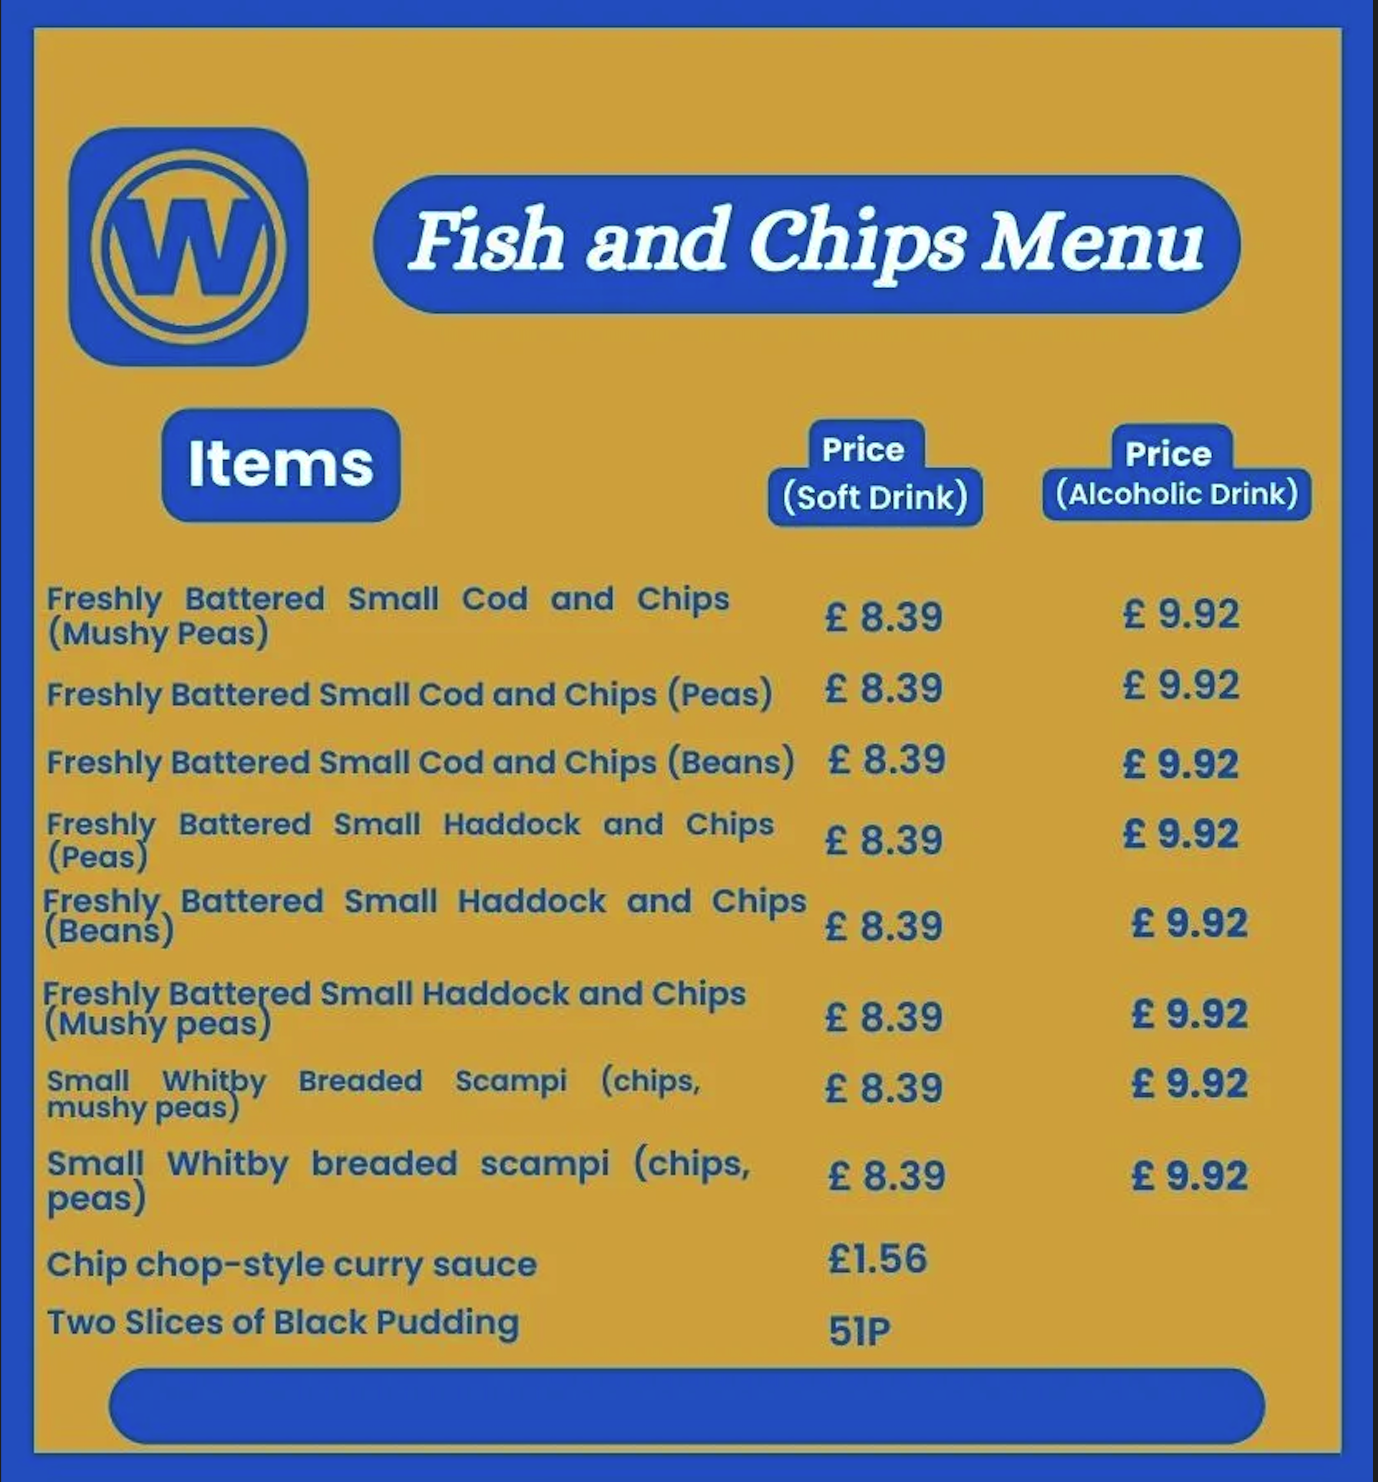 W
Fish and Chips Menu
Items
Price
(Soft Drink)
Price
(Alcoholic Drink)
Freshly Battered Small Cod and Chips
(Mushy Peas)
£ 8.39
£ 9.92
Freshly Battered Small Cod and Chips (Peas)
£ 8.39
£ 9.92
Freshly Battered Small Cod and Chips (Beans)
£ 8.39
£ 9.92
Freshly Battered Small Haddock and Chips
(Peas)
£ 8.39
£ 9.92
Freshly Battered Small Haddock and Chips
(Beans)
£ 8.39
£ 9.92
Freshly Battered Small Haddock and Chips
(Mushy peas)
£ 8.39
£ 9.92
Small Whitby Breaded Scampi (chips,
mushy peas)
£ 8.39
£ 9.92
Small Whitby breaded scampi (chips,
peas)
£ 8.39
£ 9.92
Chip chop-style curry sauce
£1.56
Two Slices of Black Pudding
51P